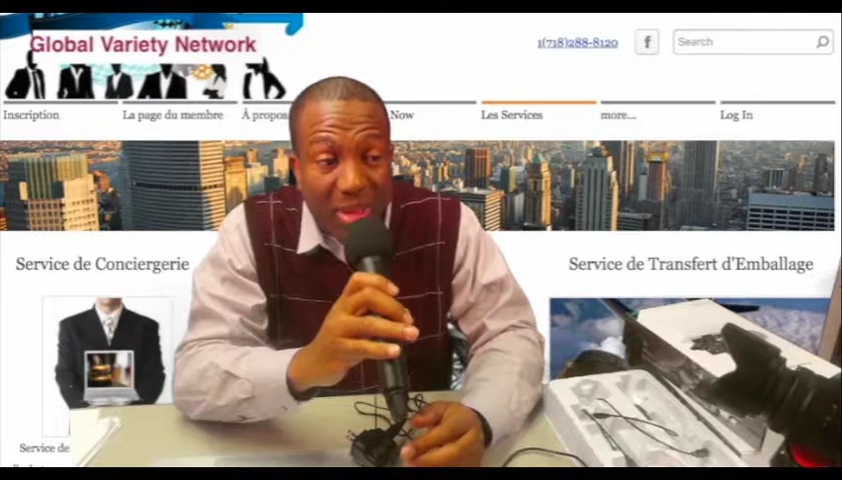 Global Variety Network
1(718)288-8120
f
Search
Inscription
La page du membre
À propos
Now
Les Services
more...
Log In
Service de Conciergerie
Service de Transfert d'Emballage
Service de